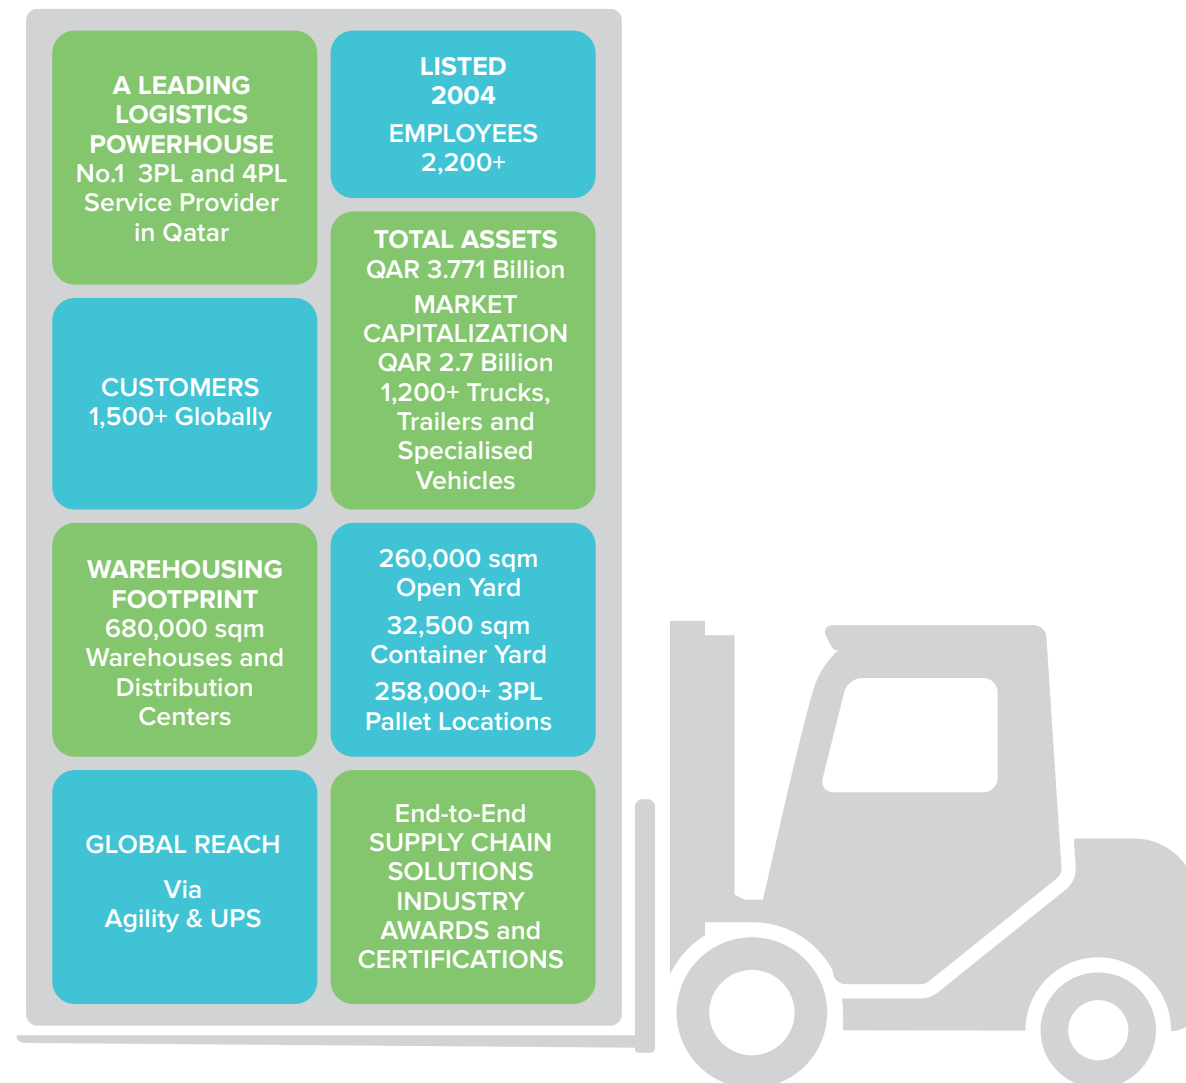 A LEADING
LOGISTICS
POWERHOUSE
No.1 3PL and 4PL
Service Provider
in Qatar
LISTED
2004
EMPLOYEES
2,200+
CUSTOMERS
1,500+ Globally
TOTAL ASSETS
QAR 3.771 Billion
MARKET
CAPITALIZATION
QAR 2.7 Billion
1,200+ Trucks,
Trailers and
Specialised
Vehicles
WAREHOUSING
FOOTPRINT
680,000 sqm
Warehouses and
Distribution
Centers
260,000 sqm
Open Yard
32,500 sqm
Container Yard
258,000+ 3PL
Pallet Locations
GLOBAL REACH
Via
Agility & UPS
End-to-End
SUPPLY CHAIN
SOLUTIONS
INDUSTRY
AWARDS and
CERTIFICATIONS